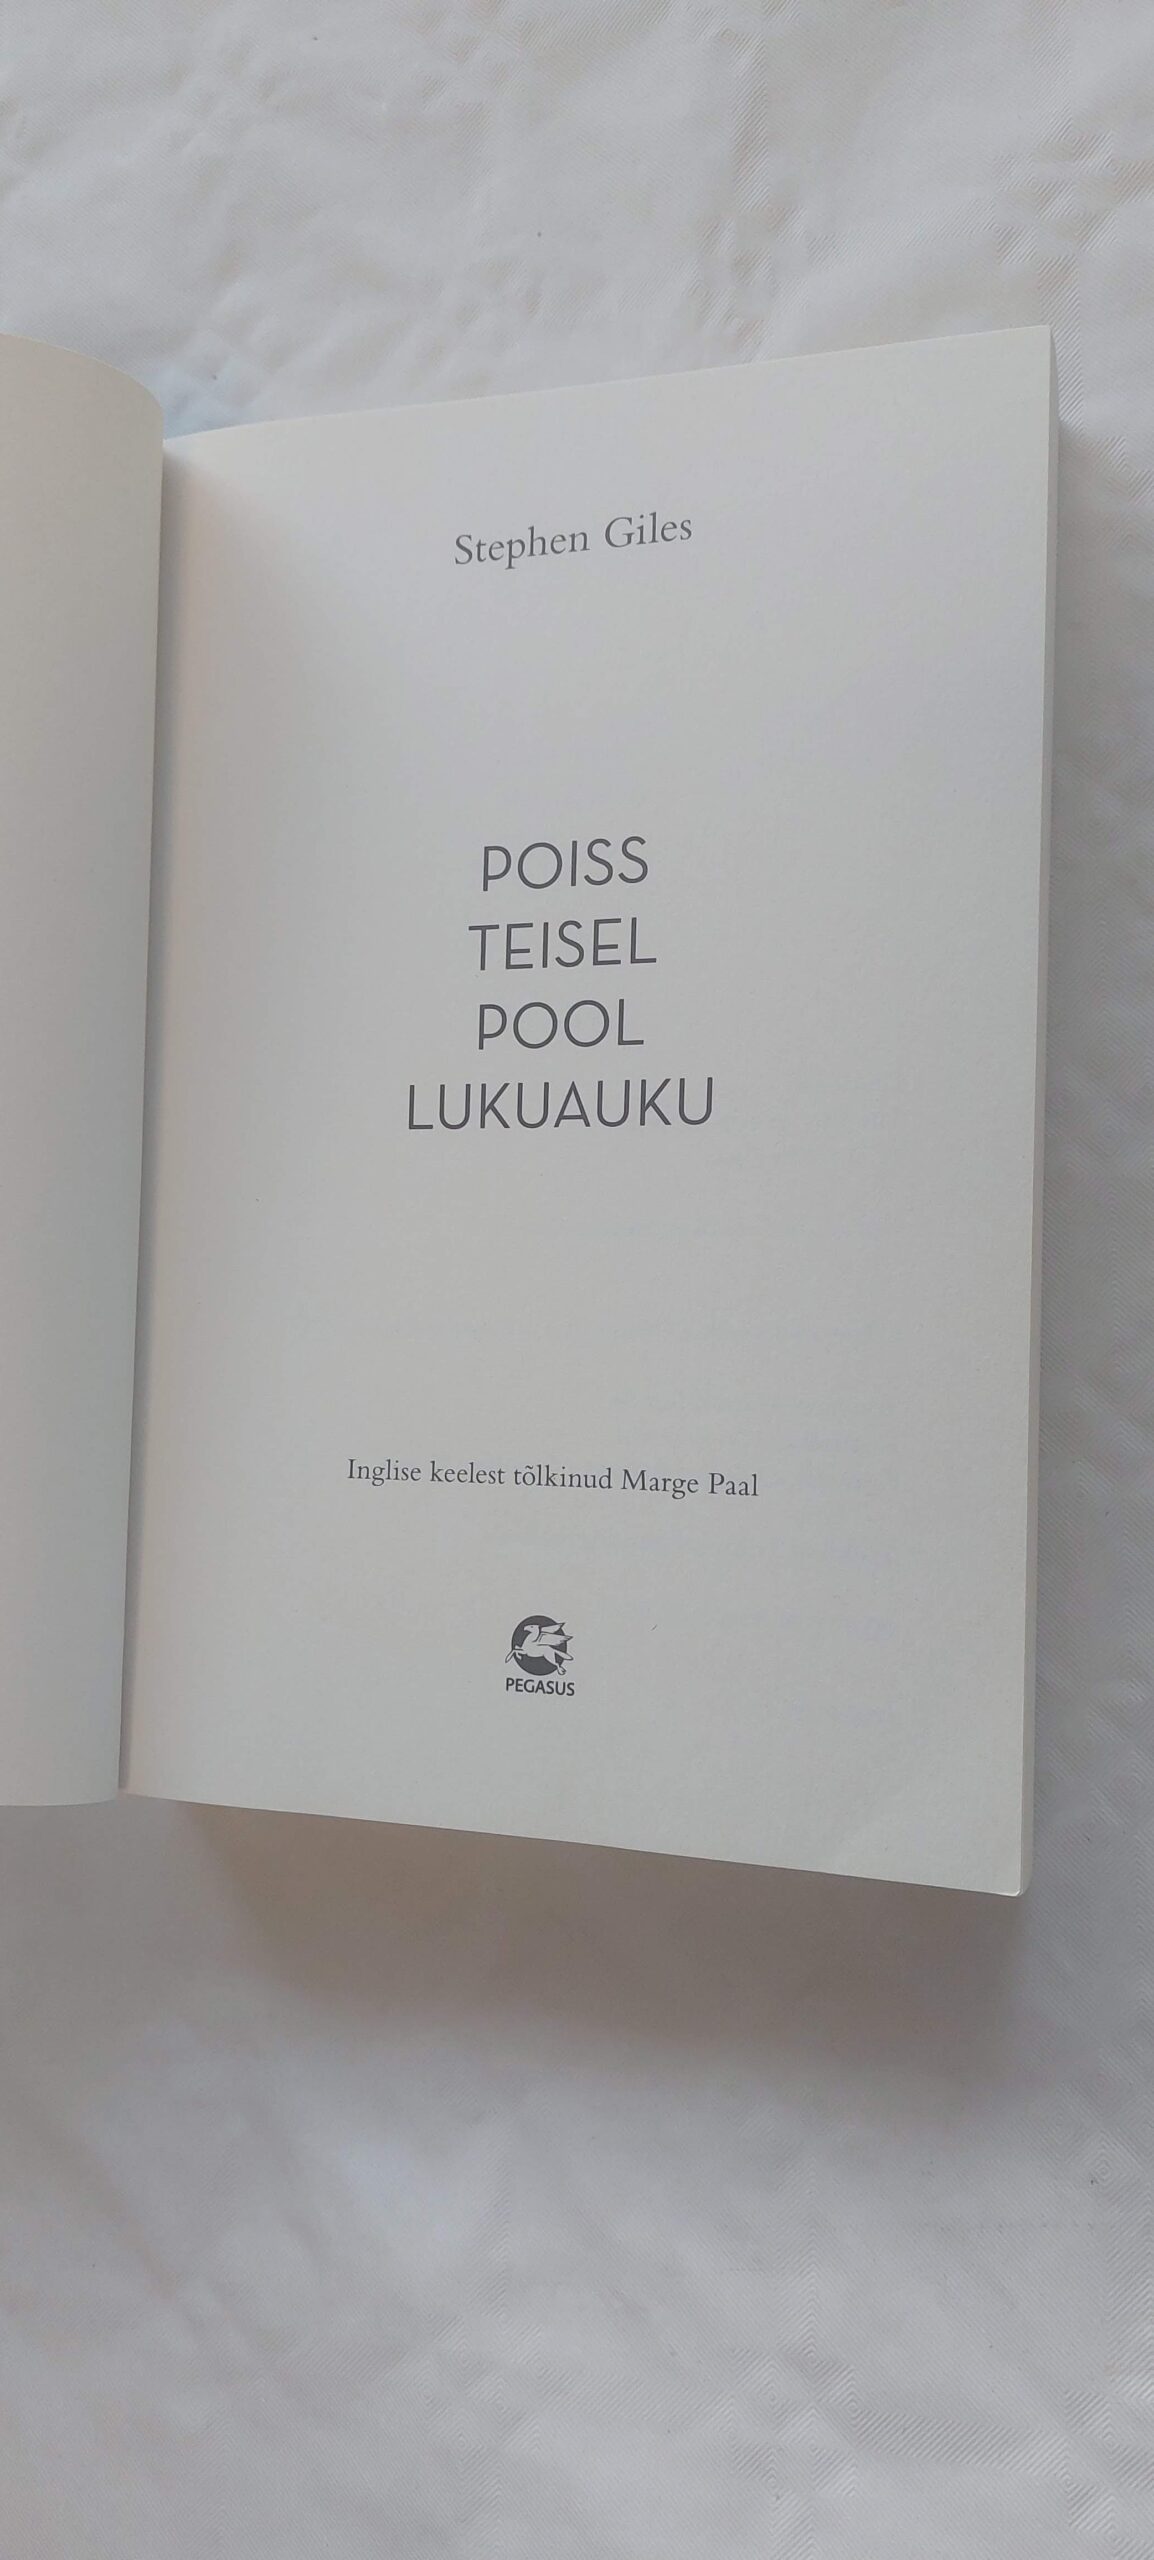 Stephen Giles
POISS
TEISEL
POOL
LUKUAUKU
Inglise keelest tõlkinud Marge Paal
PEGASUS